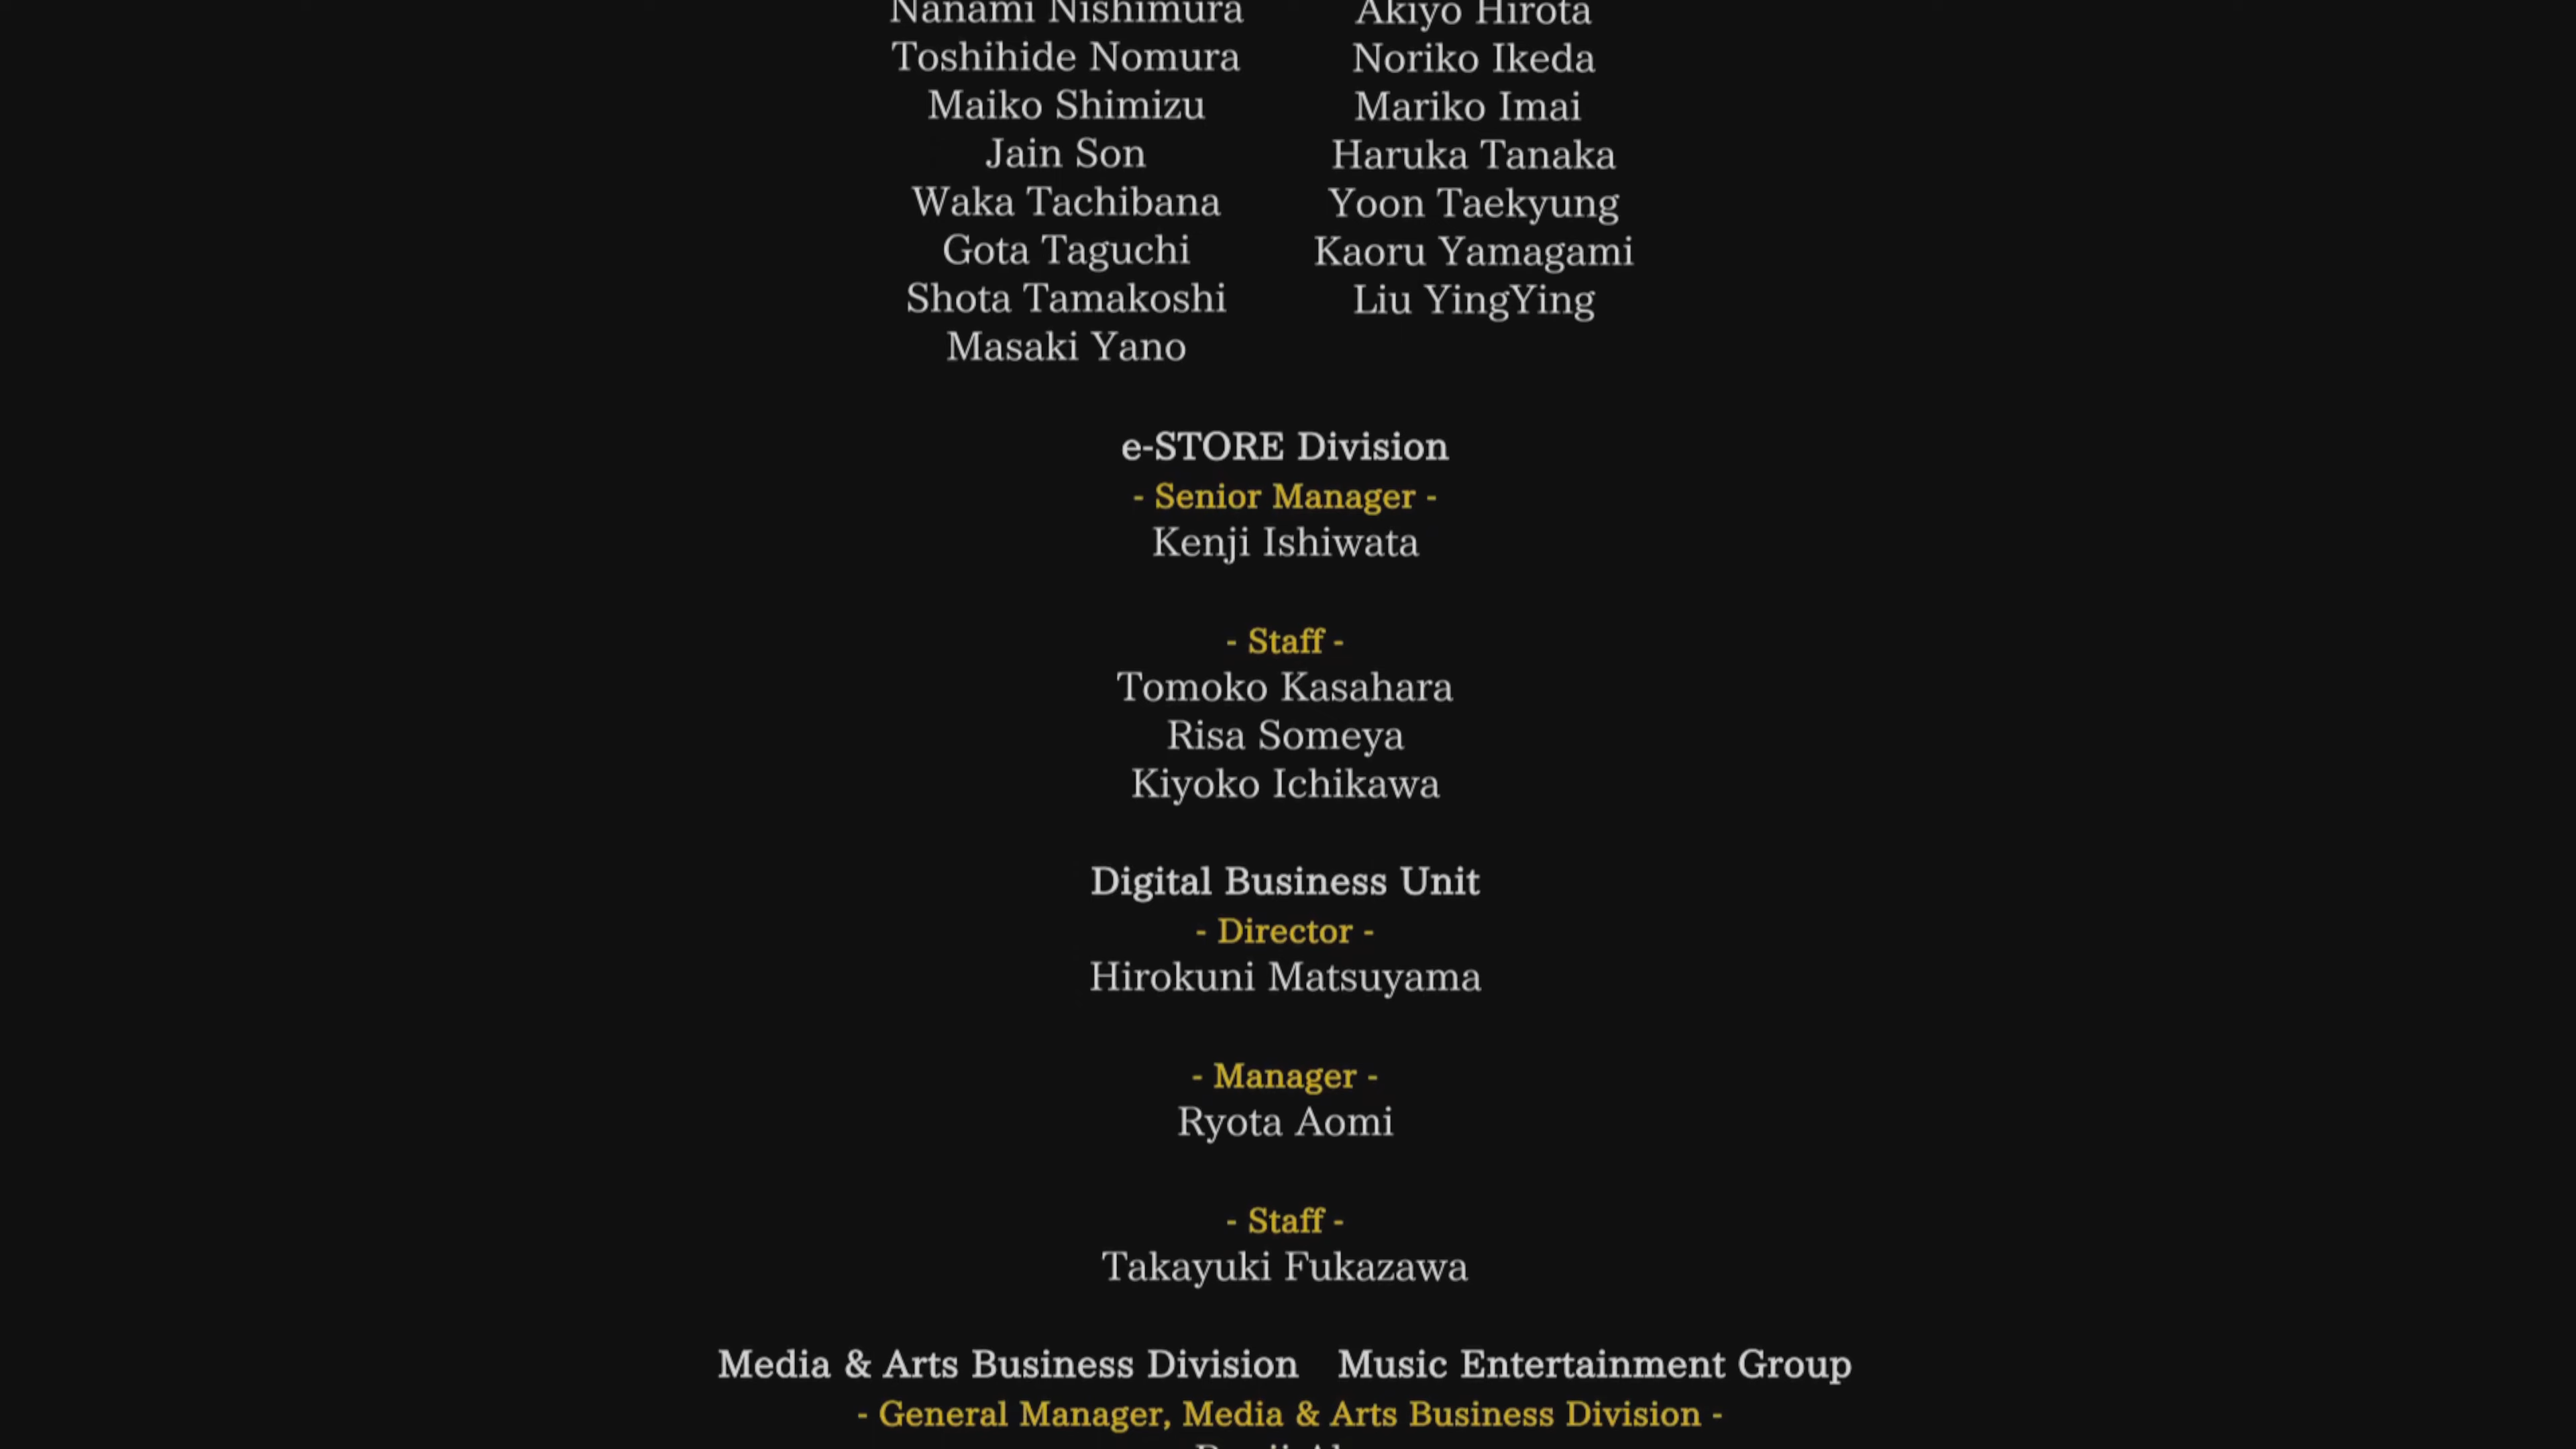 Nanami Nishimura Akiyo Hirota
Toshihide Nomura Noriko Ikeda
Maiko Shimizu Mariko Imai
Jain Son Haruka Tanaka
Waka Tachibana Yoon Taekyung
Gota Taguchi Kaoru Yamagami
Shota Tamakoshi Liu YingYing
Masaki Yano
e-STORE Division
- Senior Manager -
Kenji Ishiwata
- Staff -
Tomoko Kasahara
Risa Someya
Kiyoko Ichikawa
Digital Business Unit
- Director -
Hirokuni Matsuyama
- Manager -
Ryota Aomi
- Staff -
Takayuki Fukazawa
Media & Arts Business Division Music Entertainment Group
- General Manager, Media & Arts Business Division -